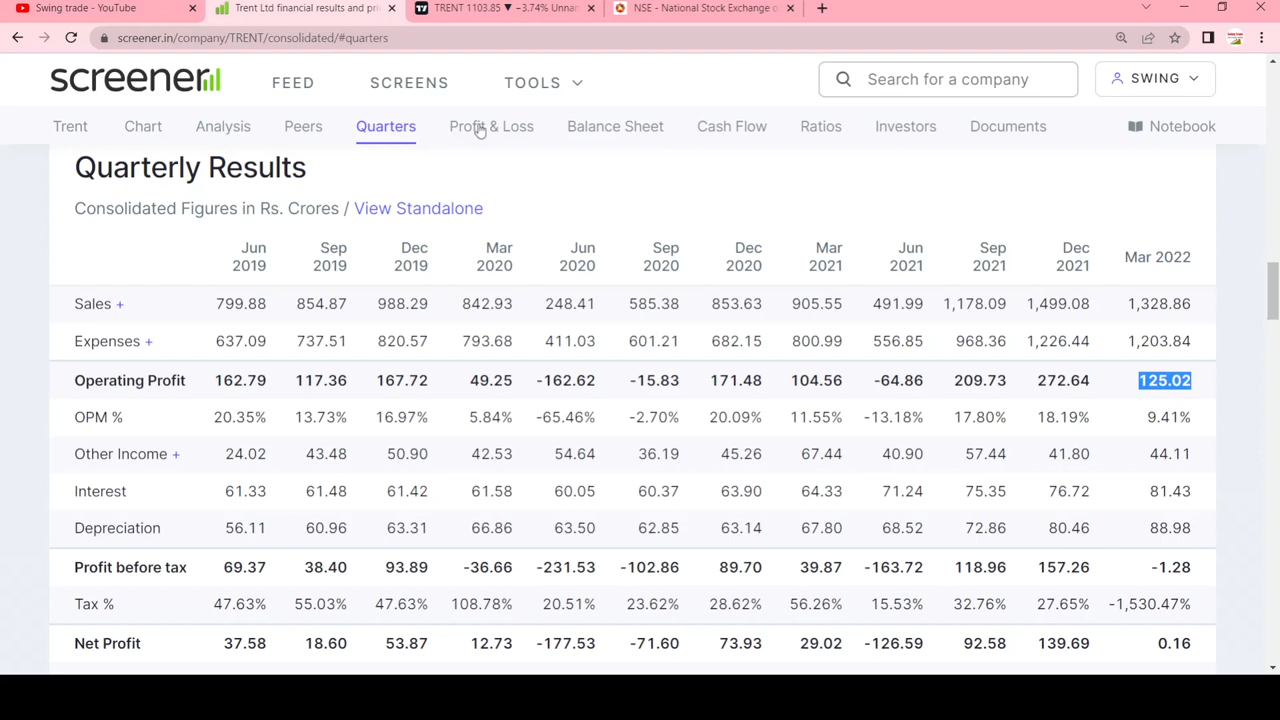 Swing trade - YouTube
Trent Ltd financial results and pri
TRENT 1103.85 ▼ −3.74% Unnan
NSE - National Stock Exchange o
screener.in/company/TRENT/consolidated/#quarters
screener
FEED SCREENS TOOLS
Search for a company
SWING
Trent Chart Analysis Peers Quarters Profit & Loss Balance Sheet Cash Flow Ratios Investors Documents Notebook
Quarterly Results
Consolidated Figures in Rs. Crores / View Standalone
Jun 2019 Sep 2019 Dec 2019 Mar 2020 Jun 2020 Sep 2020 Dec 2020 Mar 2021 Jun 2021 Sep 2021 Dec 2021 Mar 2022
Sales + 799.88 854.87 988.29 842.93 248.41 585.38 853.63 905.55 491.99 1,178.09 1,499.08 1,328.86
Expenses + 637.09 737.51 820.57 793.68 411.03 601.21 682.15 800.99 556.85 968.36 1,226.44 1,203.84
Operating Profit 162.79 117.36 167.72 49.25 -162.62 -15.83 171.48 104.56 -64.86 209.73 272.64 125.02
OPM % 20.35% 13.73% 16.97% 5.84% -65.46% -2.70% 20.09% 11.55% -13.18% 17.80% 18.19% 9.41%
Other Income + 24.02 43.48 50.90 42.53 54.64 36.19 45.26 67.44 40.90 57.44 41.80 44.11
Interest 61.33 61.48 61.42 61.58 60.05 60.37 63.90 64.33 71.24 75.35 76.72 81.43
Depreciation 56.11 60.96 63.31 66.86 63.50 62.85 63.14 67.80 68.52 72.86 80.46 88.98
Profit before tax 69.37 38.40 93.89 -36.66 -231.53 -102.86 89.70 39.87 -163.72 118.96 157.26 -1.28
Tax % 47.63% 55.03% 47.63% 108.78% 20.51% 23.62% 28.62% 56.26% 15.53% 32.76% 27.65% -1,530.47%
Net Profit 37.58 18.60 53.87 12.73 -177.53 -71.60 73.93 29.02 -126.59 92.58 139.69 0.16